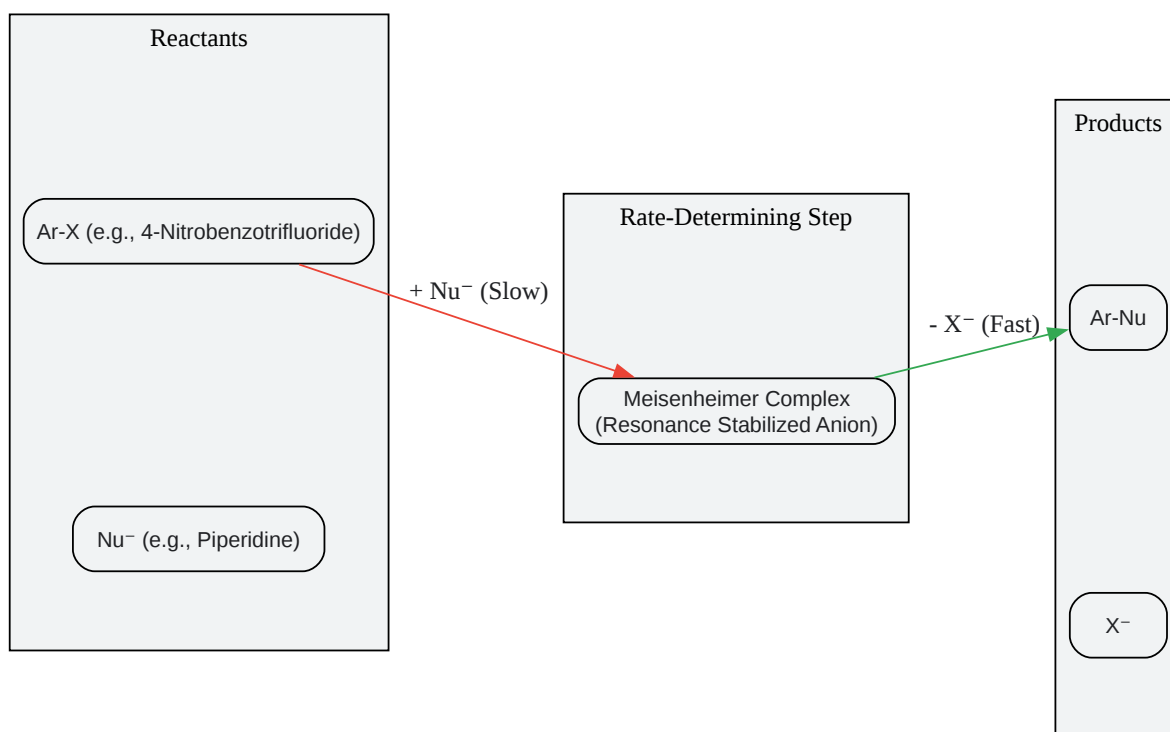 Reactants
Ar-X (e.g., 4-Nitrobenzotrifluoride)
Nu⁻ (e.g., Piperidine)
+ Nu⁻ (Slow)
Rate-Determining Step
Meisenheimer Complex
(Resonance Stabilized Anion)
- X⁻ (Fast)
Products
Ar-Nu
X⁻